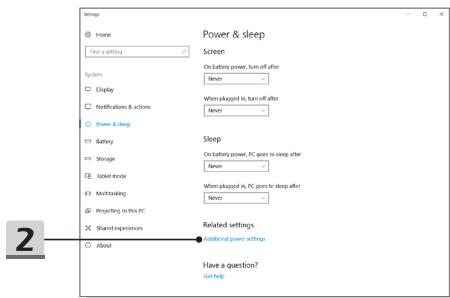 Settings
Home
Power & sleep
Find a setting
Screen
System
On battery power, turn off after
Never
Display
Notifications & actions
When plugged in, turn off after
Never
Power & sleep
Battery
Sleep
Storage
On battery power, PC goes to sleep after
Never
Tablet mode
Multitasking
When plugged in, PC goes to sleep after
Never
Projecting to this PC
Shared experiences
Related settings
2
About
Additional power settings
Have a question?
Get help